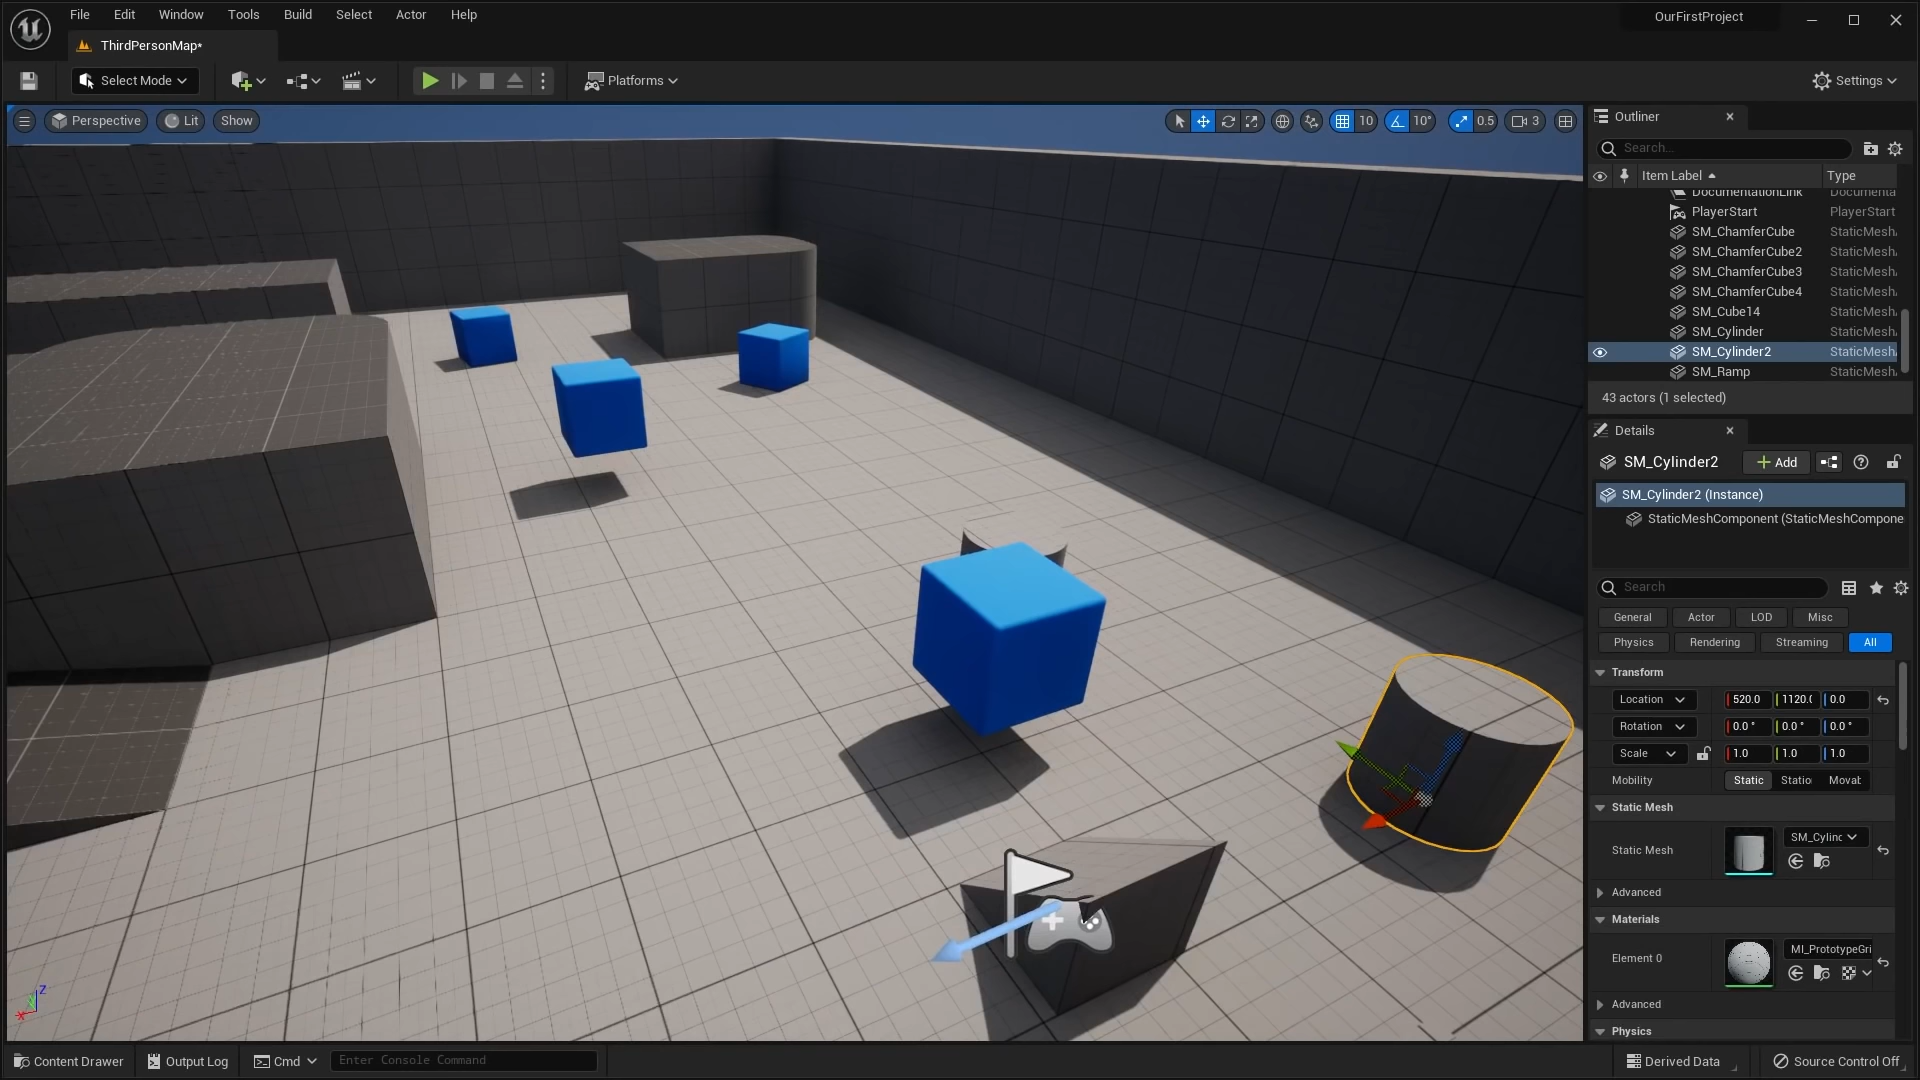 File Edit Window Tools Build Select Actor Help
OurFirstProject
ThirdPersonMap*
Select Mode
Platforms
Settings
Perspective Lit Show
10 10° 0.5 3
Outliner
Search...
Item Label Type
DocumentationLink Documenta
PlayerStart PlayerStart
SM_ChamferCube StaticMesh
SM_ChamferCube2 StaticMesh
SM_ChamferCube3 StaticMesh
SM_ChamferCube4 StaticMesh
SM_Cube14 StaticMesh
SM_Cylinder StaticMesh
SM_Cylinder2 StaticMesh
SM_Ramp StaticMesh
43 actors (1 selected)
Details
SM_Cylinder2 + Add
SM_Cylinder2 (Instance)
StaticMeshComponent (StaticMeshCompone
Search
General Actor LOD Misc
Physics Rendering Streaming All
Transform
Location 520.0 1120.( 0.0
Rotation 0.0 ° 0.0 ° 0.0 °
Scale 1.0 1.0 1.0
Mobility Static Statio Movat
Static Mesh
SM_Cylinc
Static Mesh
Advanced
Materials
MI_PrototypeGri
Element 0
Advanced
Physics
Z
X
Content Drawer Output Log Cmd Enter Console Command Derived Data Source Control Off